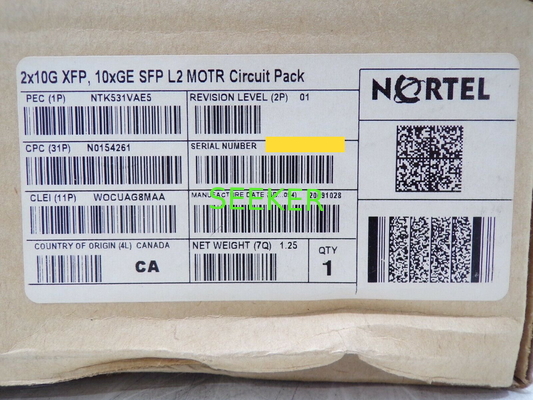 2x10G XFP, 10xGE SFP L2 MOTR Circuit Pack
NORTEL
PEC (1P) NTK531VAE5
REVISION LEVEL (2P) 01
CPC (31P) N0154261
SERIAL NUMBER
CLEI (11P) WOCUAG8MAA
MANUFACTURE DATE
SEEKER
COUNTRY OF ORIGIN (4L) CANADA
CA
NET WEIGHT (7Q) 1.25
QTY
1